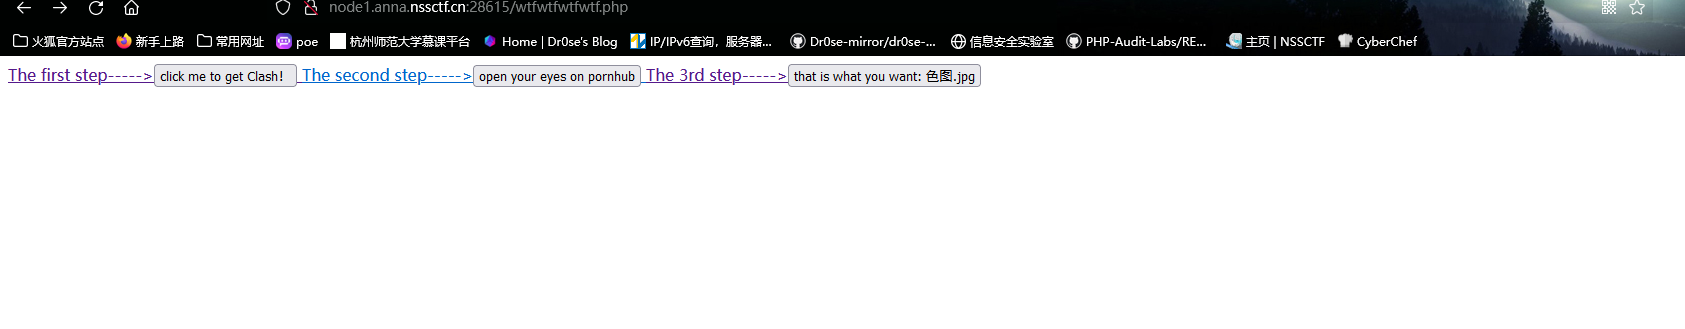 node1.anna.nssctf.cn:28615/wtfwtfwtfwtf.php
火狐官方站点 新手上路 常用网址 poe 杭州师范大学慕课平台 Home | Dr0se's Blog IP/IPv6查询，服务器... Dr0se-mirror/dr0se-... 信息安全实验室 PHP-Audit-Labs/RE... 主页 | NSSCTF CyberChef
The first step-----> click me to get Clash! The second step-----> open your eyes on pornhub The 3rd step-----> that is what you want: 色图.jpg